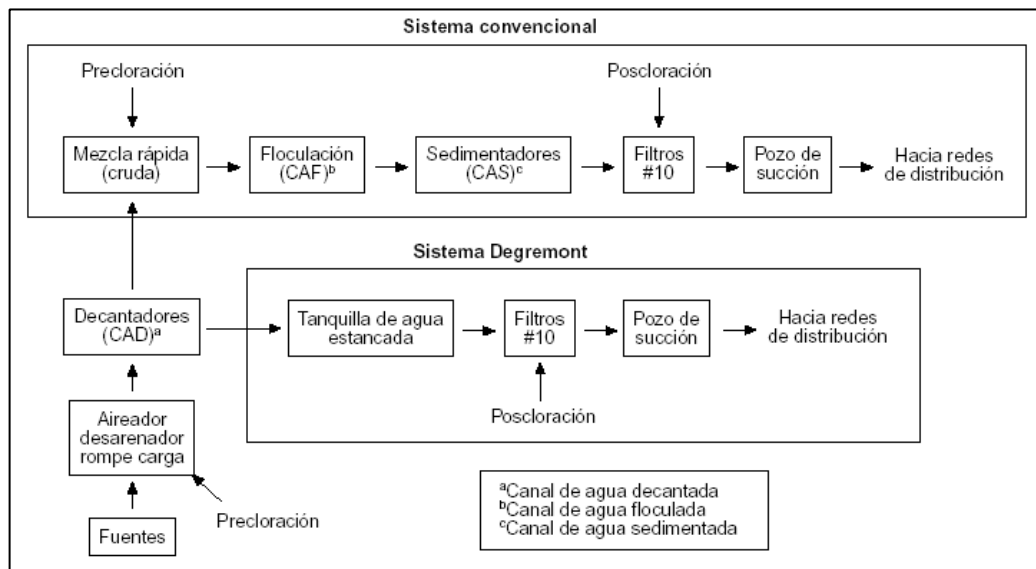 Sistema convencional
Precloración
Poscloración
Mezcla rápida
(cruda)
Floculación
(CAF)ᵇ
Sedimentadores
(CAS)ᶜ
Filtros
#10
Pozo de
succión
Hacia redes
de distribución
Sistema Degremont
Decantadores
(CAD)ᵃ
Tanquilla de agua
estancada
Filtros
#10
Pozo de
succión
Hacia redes
de distribución
Poscloración
Aireador
desarenador
rompe carga
Precloración
Fuentes
ᵃCanal de agua decantada
ᵇCanal de agua floculada
ᶜCanal de agua sedimentada